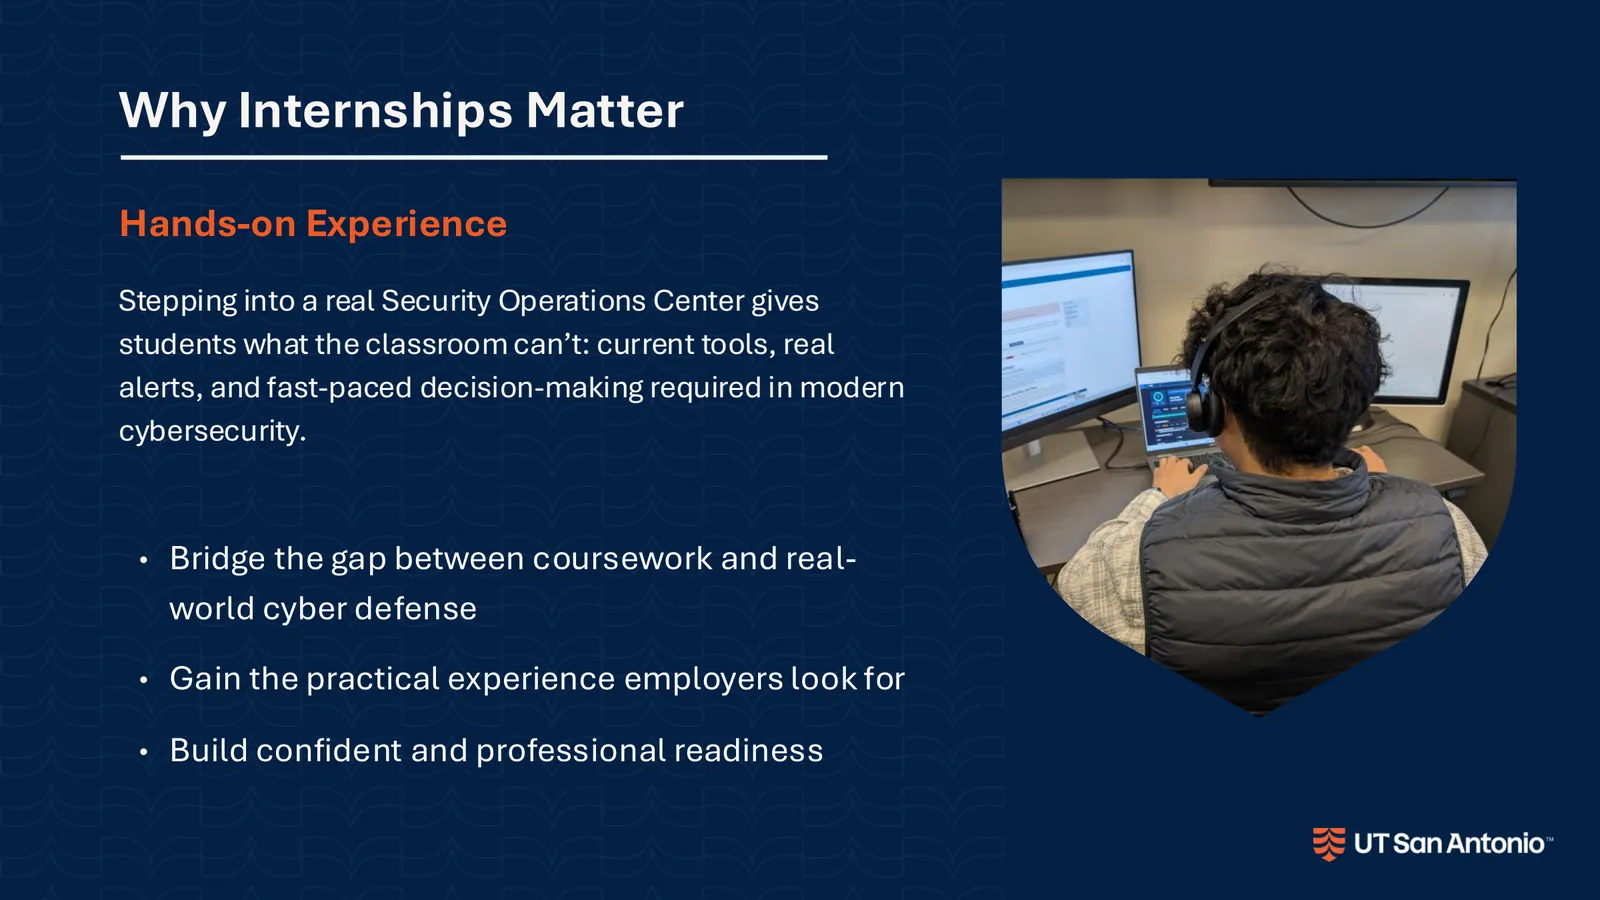 Why Internships Matter
Hands-on Experience
Stepping into a real Security Operations Center gives
students what the classroom can’t: current tools, real
alerts, and fast-paced decision-making required in modern
cybersecurity.
• Bridge the gap between coursework and real-
world cyber defense
• Gain the practical experience employers look for
• Build confident and professional readiness
UT San Antonio™